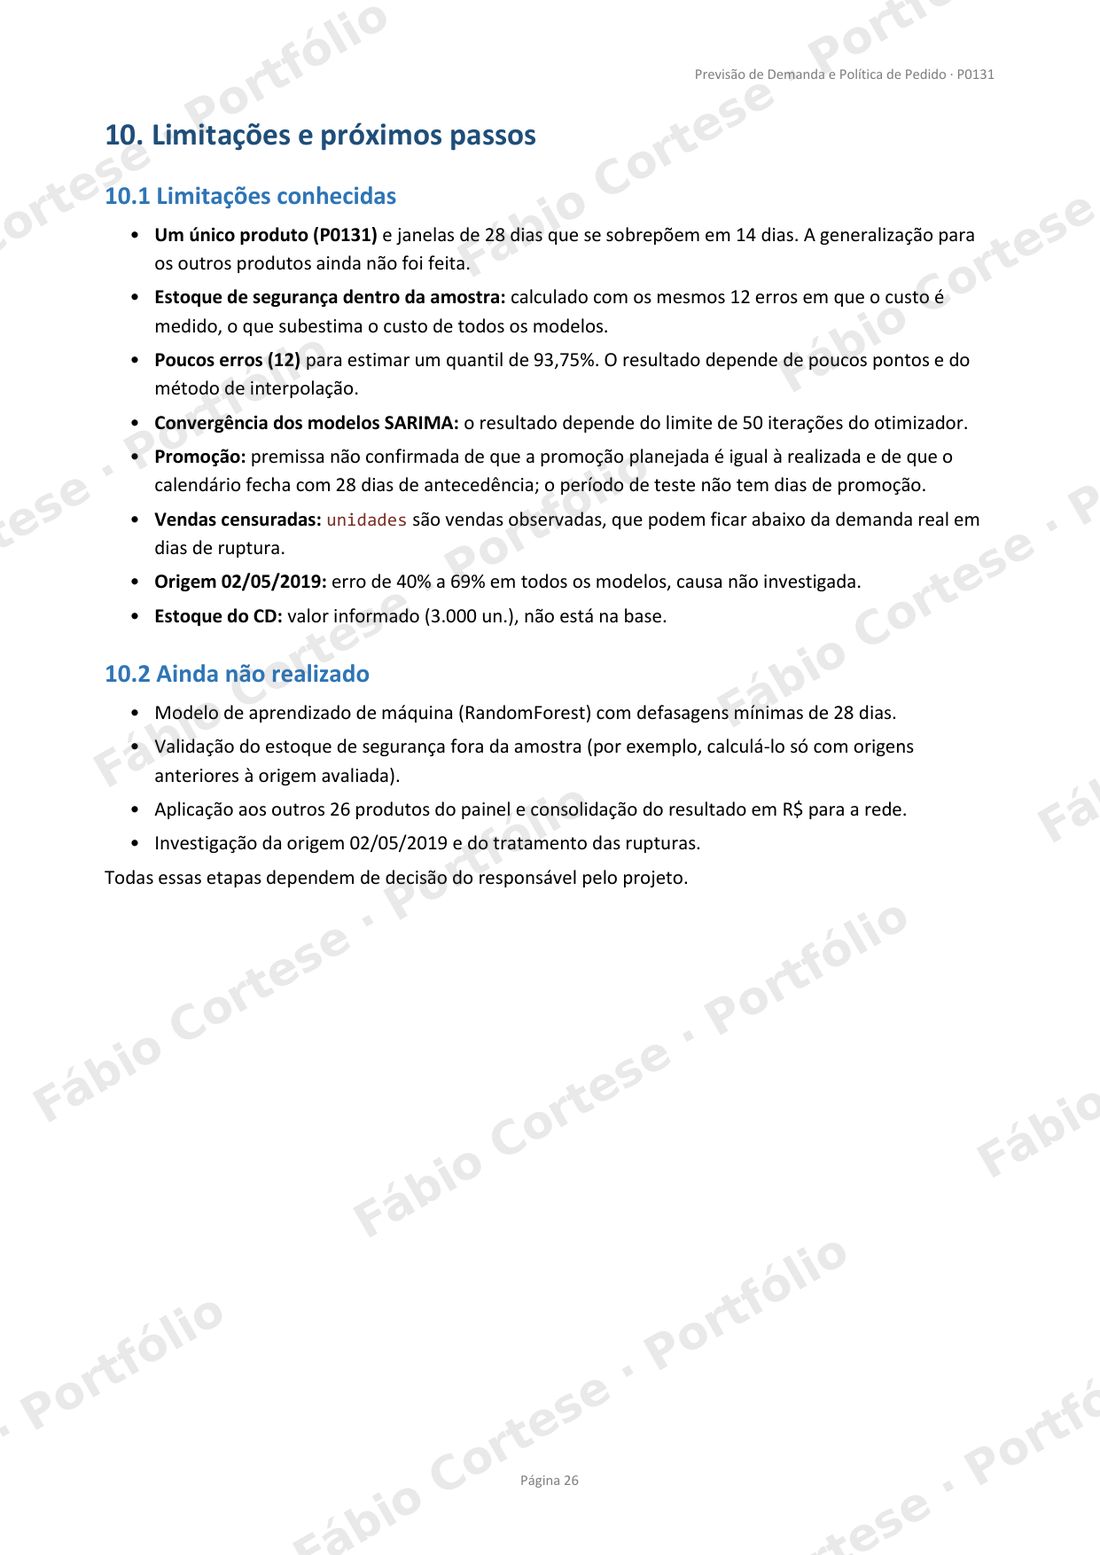 Previsão de Demanda e Política de Pedido · P0131
10. Limitações e próximos passos
10.1 Limitações conhecidas
• Um único produto (P0131) e janelas de 28 dias que se sobrepõem em 14 dias. A generalização para
os outros produtos ainda não foi feita.
• Estoque de segurança dentro da amostra: calculado com os mesmos 12 erros em que o custo é
medido, o que subestima o custo de todos os modelos.
• Poucos erros (12) para estimar um quantil de 93,75%. O resultado depende de poucos pontos e do
método de interpolação.
• Convergência dos modelos SARIMA: o resultado depende do limite de 50 iterações do otimizador.
• Promoção: premissa não confirmada de que a promoção planejada é igual à realizada e de que o
calendário fecha com 28 dias de antecedência; o período de teste não tem dias de promoção.
• Vendas censuradas: unidades são vendas observadas, que podem ficar abaixo da demanda real em
dias de ruptura.
• Origem 02/05/2019: erro de 40% a 69% em todos os modelos, causa não investigada.
• Estoque do CD: valor informado (3.000 un.), não está na base.
10.2 Ainda não realizado
• Modelo de aprendizado de máquina (RandomForest) com defasagens mínimas de 28 dias.
• Validação do estoque de segurança fora da amostra (por exemplo, calculá-lo só com origens
anteriores à origem avaliada).
• Aplicação aos outros 26 produtos do painel e consolidação do resultado em R$ para a rede.
• Investigação da origem 02/05/2019 e do tratamento das rupturas.
Todas essas etapas dependem de decisão do responsável pelo projeto.
Fábio Cortese · Portfólio
Página 26